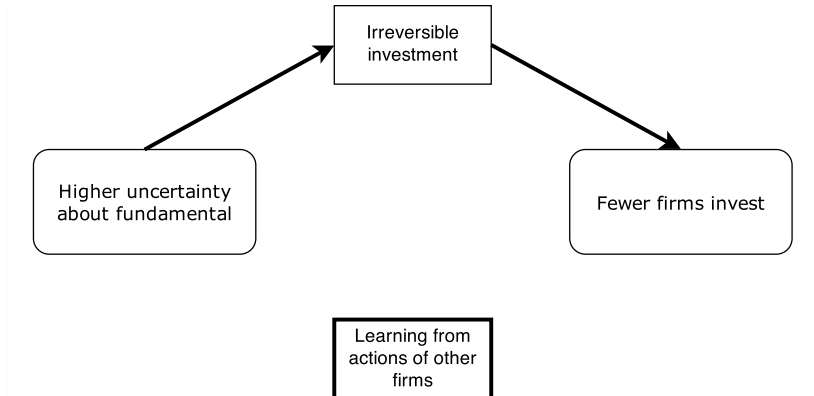 Irreversible
investment
Higher uncertainty
about fundamental
Fewer firms invest
Learning from
actions of other
firms